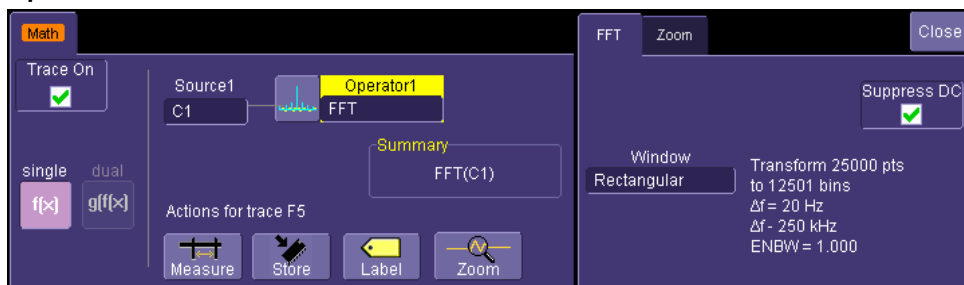 Math
Trace On
Source1
C1
Operator1
FFT
Summary
FFT(C1)
single
dual
f(x)
g(f(x)
Actions for trace F5
Measure
Store
Label
Zoom
FFT
Zoom
Close
Suppress DC
Window
Rectangular
Transform 25000 pts
to 12501 bins
Δf = 20 Hz
Δf - 250 kHz
ENBW = 1.000